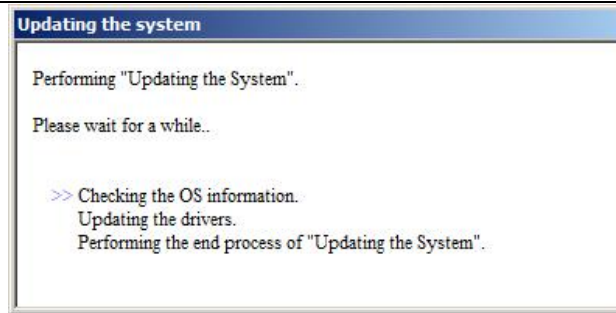 Updating the system
Performing "Updating the System".
Please wait for a while..
>> Checking the OS information.
Updating the drivers.
Performing the end process of "Updating the System".